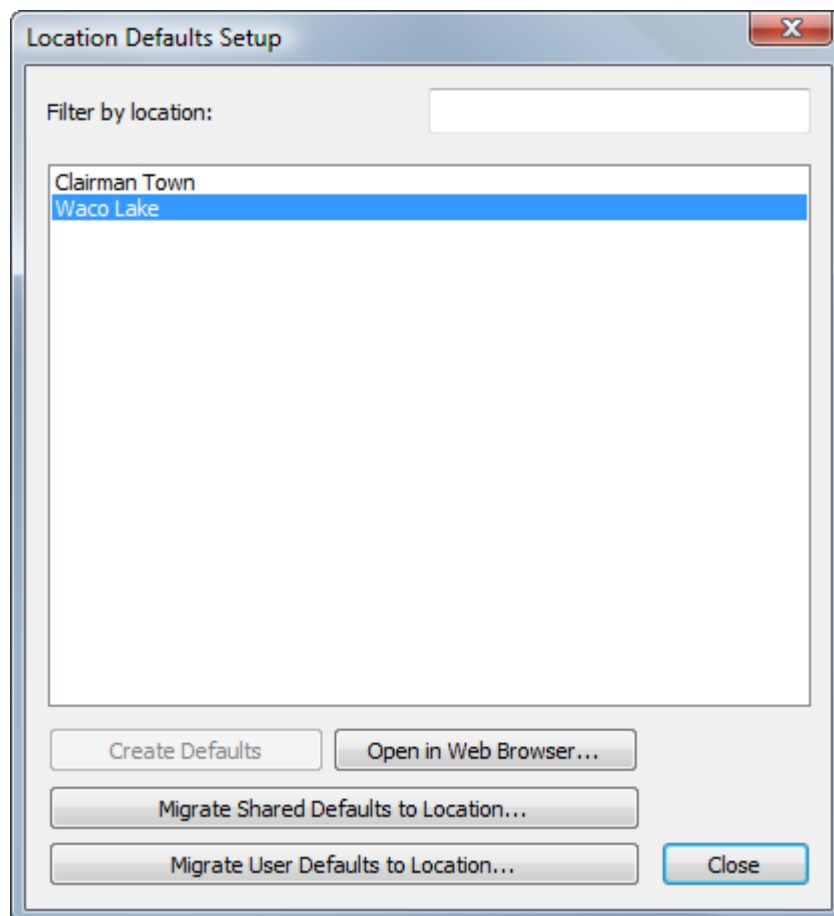 Location Defaults Setup
Filter by location:
Clairman Town
Waco Lake
Create Defaults
Open in Web Browser...
Migrate Shared Defaults to Location...
Migrate User Defaults to Location...
Close